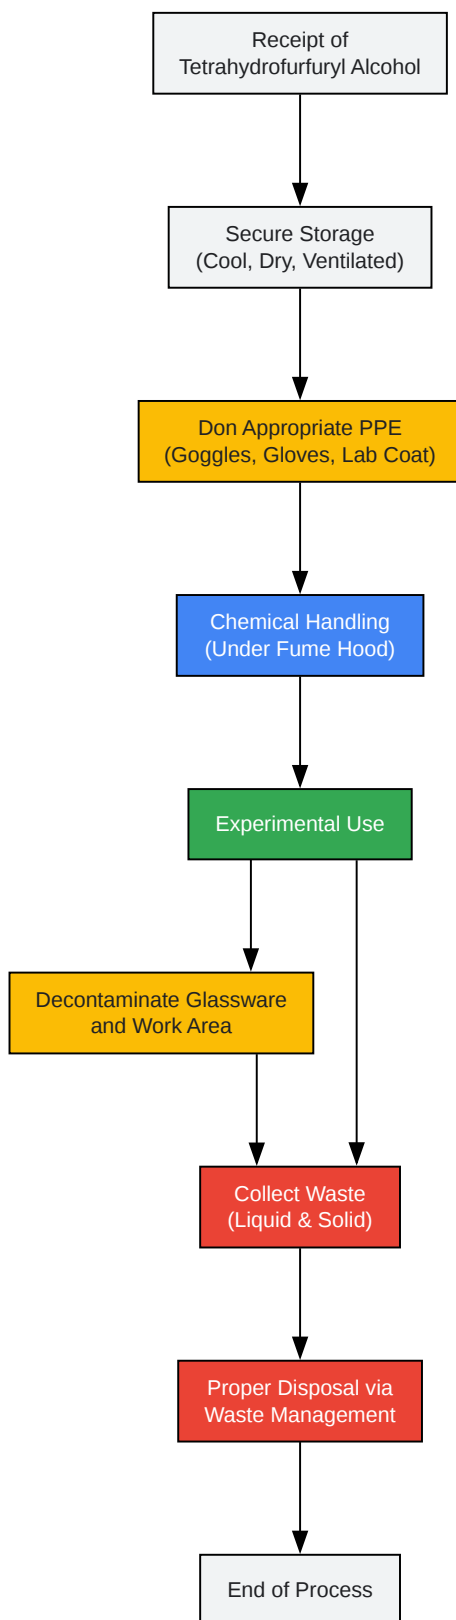 Receipt of
Tetrahydrofurfuryl Alcohol
Secure Storage
(Cool, Dry, Ventilated)
Don Appropriate PPE
(Goggles, Gloves, Lab Coat)
Chemical Handling
(Under Fume Hood)
Experimental Use
Decontaminate Glassware
and Work Area
Collect Waste
(Liquid & Solid)
Proper Disposal via
Waste Management
End of Process